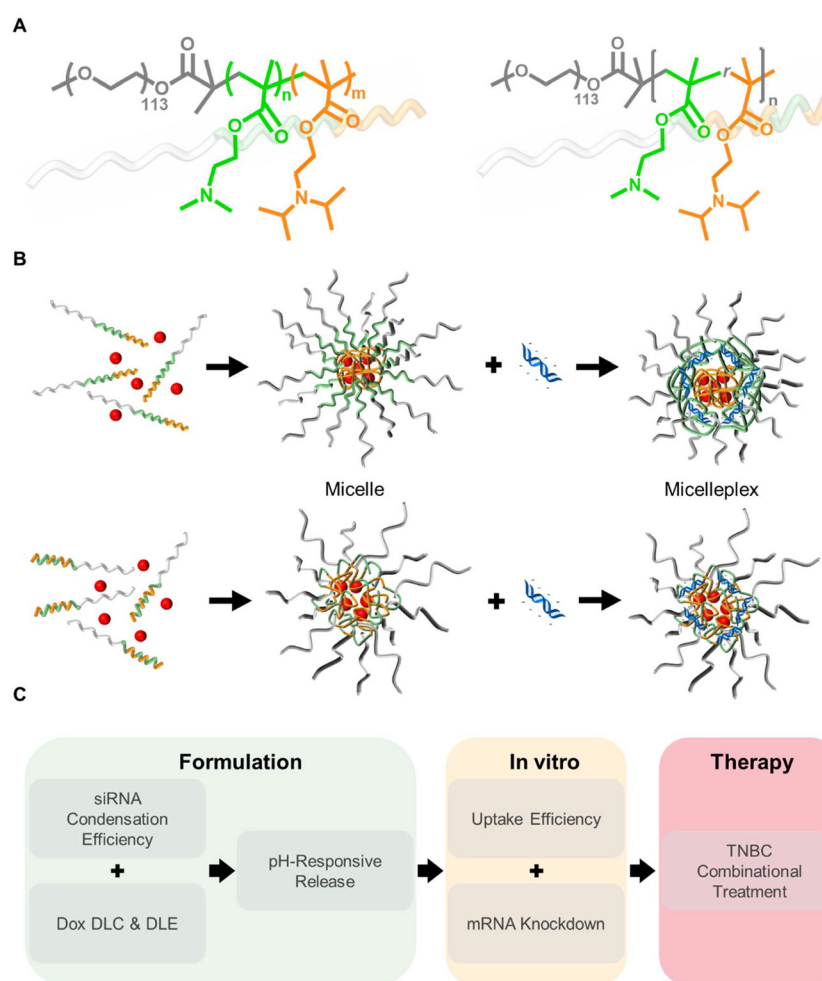 A
O
O
113
O
n
m
O
O
N
N
O
O
113
O
r
n
O
O
O
O
N
N
B
+
Micelle
Micelleplex
+
C
Formulation
In vitro
Therapy
siRNA
Condensation
Efficiency
+
Dox DLC & DLE
pH-Responsive
Release
Uptake Efficiency
+
mRNA Knockdown
TNBC
Combinational
Treatment